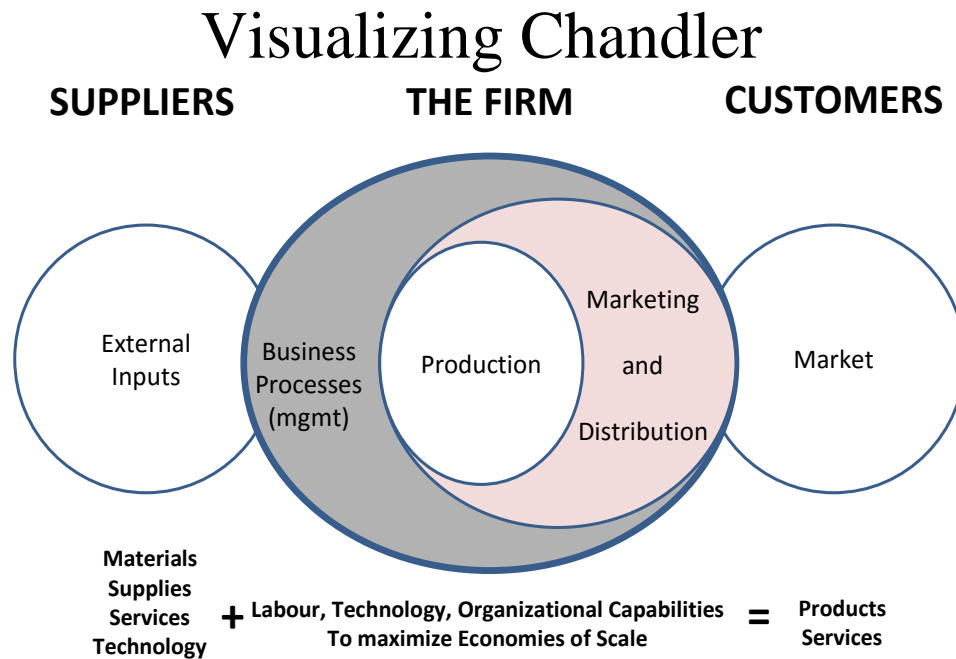 Visualizing Chandler
SUPPLIERS
THE FIRM
CUSTOMERS
External
Inputs
Business
Processes
(mgmt)
Production
Marketing
and
Distribution
Market
Materials
Supplies
Services
Technology
+
Labour, Technology, Organizational Capabilities
To maximize Economies of Scale
=
Products
Services